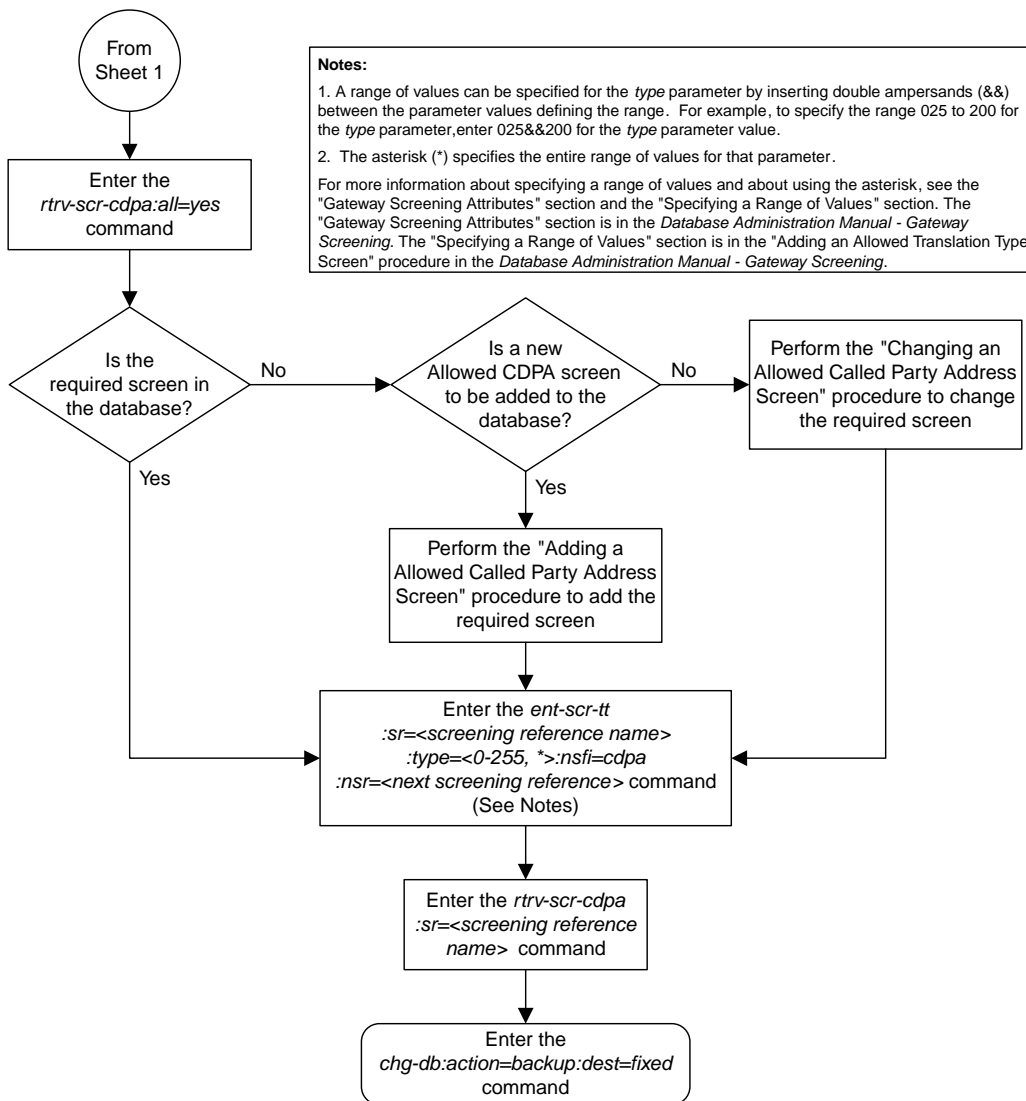 From
Sheet 1
Notes:
1. A range of values can be specified for the type parameter by inserting double ampersands (&&)
between the parameter values defining the range. For example, to specify the range 025 to 200 for
the type parameter,enter 025&&200 for the type parameter value.
2. The asterisk (*) specifies the entire range of values for that parameter.
For more information about specifying a range of values and about using the asterisk, see the
"Gateway Screening Attributes" section and the "Specifying a Range of Values" section. The
"Gateway Screening Attributes" section is in the Database Administration Manual - Gateway
Screening. The "Specifying a Range of Values" section is in the "Adding an Allowed Translation Type
Screen" procedure in the Database Administration Manual - Gateway Screening.
Enter the
rtrv-scr-cdpa:all=yes
command
Is the
required screen in
the database?
No
Yes
Is a new
Allowed CDPA screen
to be added to the
database?
No
Yes
Perform the "Changing an
Allowed Called Party Address
Screen" procedure to change
the required screen
Perform the "Adding a
Allowed Called Party Address
Screen" procedure to add the
required screen
Enter the ent-scr-tt
:sr=<screening reference name>
:type=<0-255, *>:nsfi=cdpa
:nsr=<next screening reference> command
(See Notes)
Enter the rtrv-scr-cdpa
:sr=<screening reference
name> command
Enter the
chg-db:action=backup:dest=fixed
command